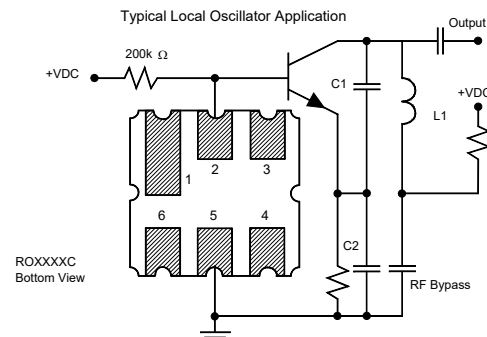 Typical Local Oscillator Application
200k Ω
Output
+VDC
C1
+VDC
L1
1
2
3
6
5
4
C2
ROXXXXC
Bottom View
RF Bypass